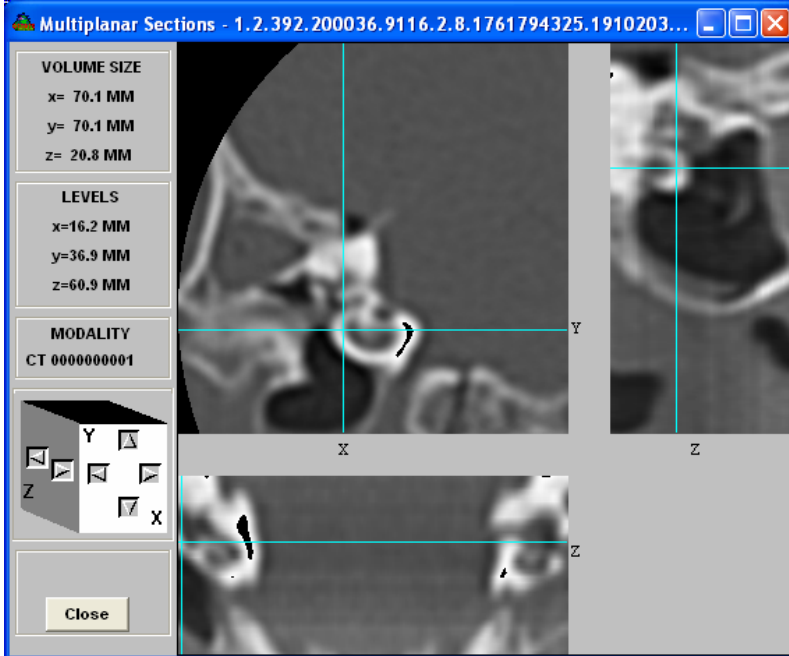 Multiplanar Sections - 1.2.392.200036.9116.2.8.1761794325.1910203...
VOLUME SIZE
x= 70.1 MM
y= 70.1 MM
z= 20.8 MM
LEVELS
x=16.2 MM
y=36.9 MM
z=60.9 MM
MODALITY
CT 0000000001
Y
Z
X
Close
Y
X
Z
Z